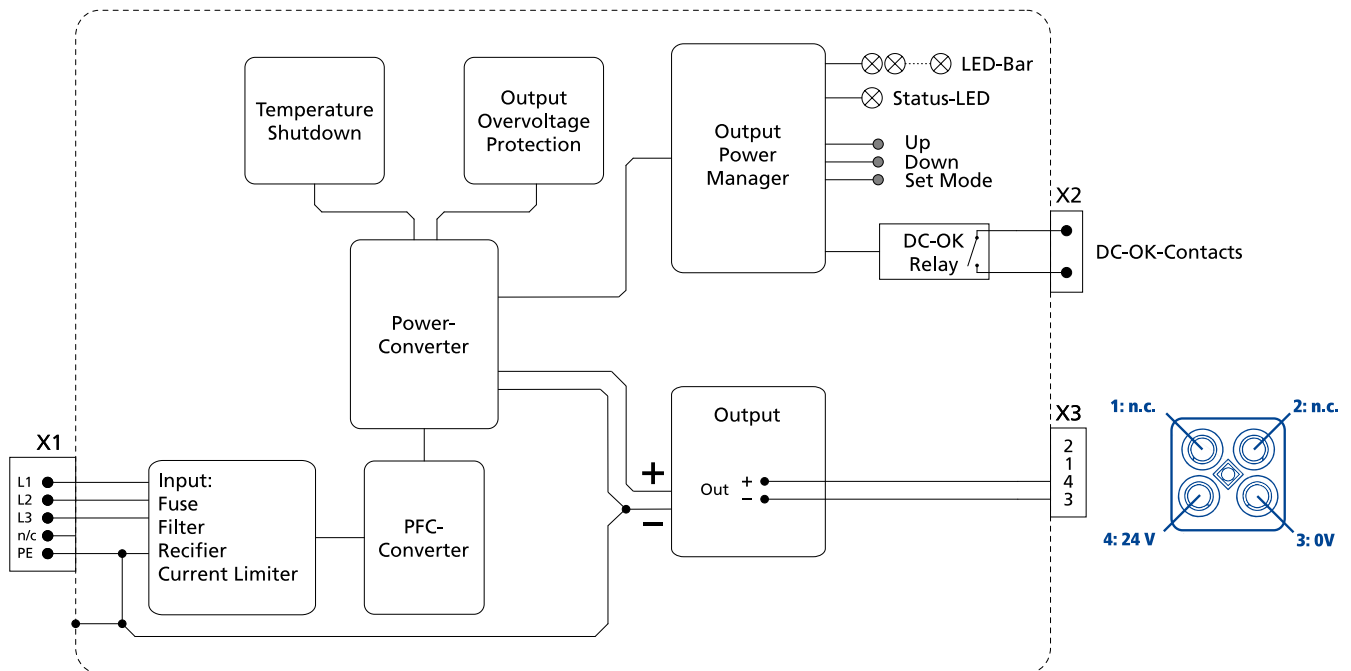 Temperature
Shutdown
Output
Overvoltage
Protection
Output
Power
Manager
LED-Bar
Status-LED
Up
Down
Set Mode
DC-OK
Relay
X2
DC-OK-Contacts
Power-
Converter
Output
Out + −
+
−
X3
2
1
4
3
1: n.c.
2: n.c.
4: 24 V
3: 0V
X1
L1
L2
L3
n/c
PE
Input:
Fuse
Filter
Rectifier
Current Limiter
PFC-
Converter